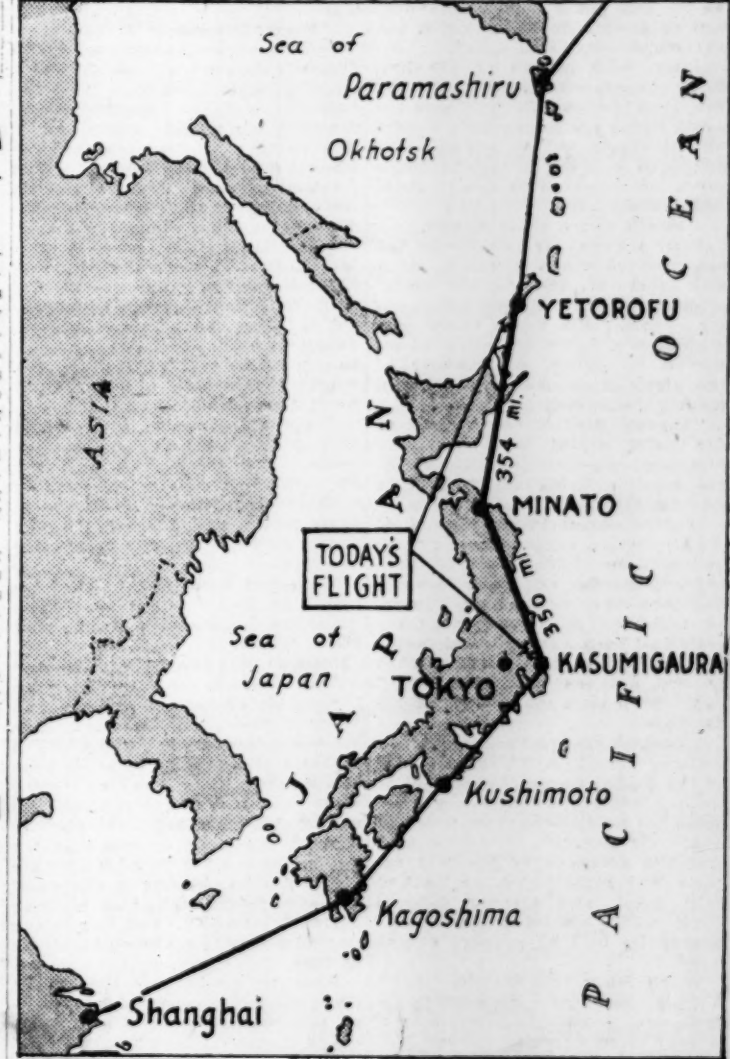 Sea of
Okhotsk
Paramashiru
PACIFIC OCEAN
YETOROFU
ASIA
JAPAN
354 mi.
MINATO
TODAY'S
FLIGHT
350 mi.
Sea of
Japan
KASUMIGAURA
TOKYO
Kushimoto
Kagoshima
Shanghai